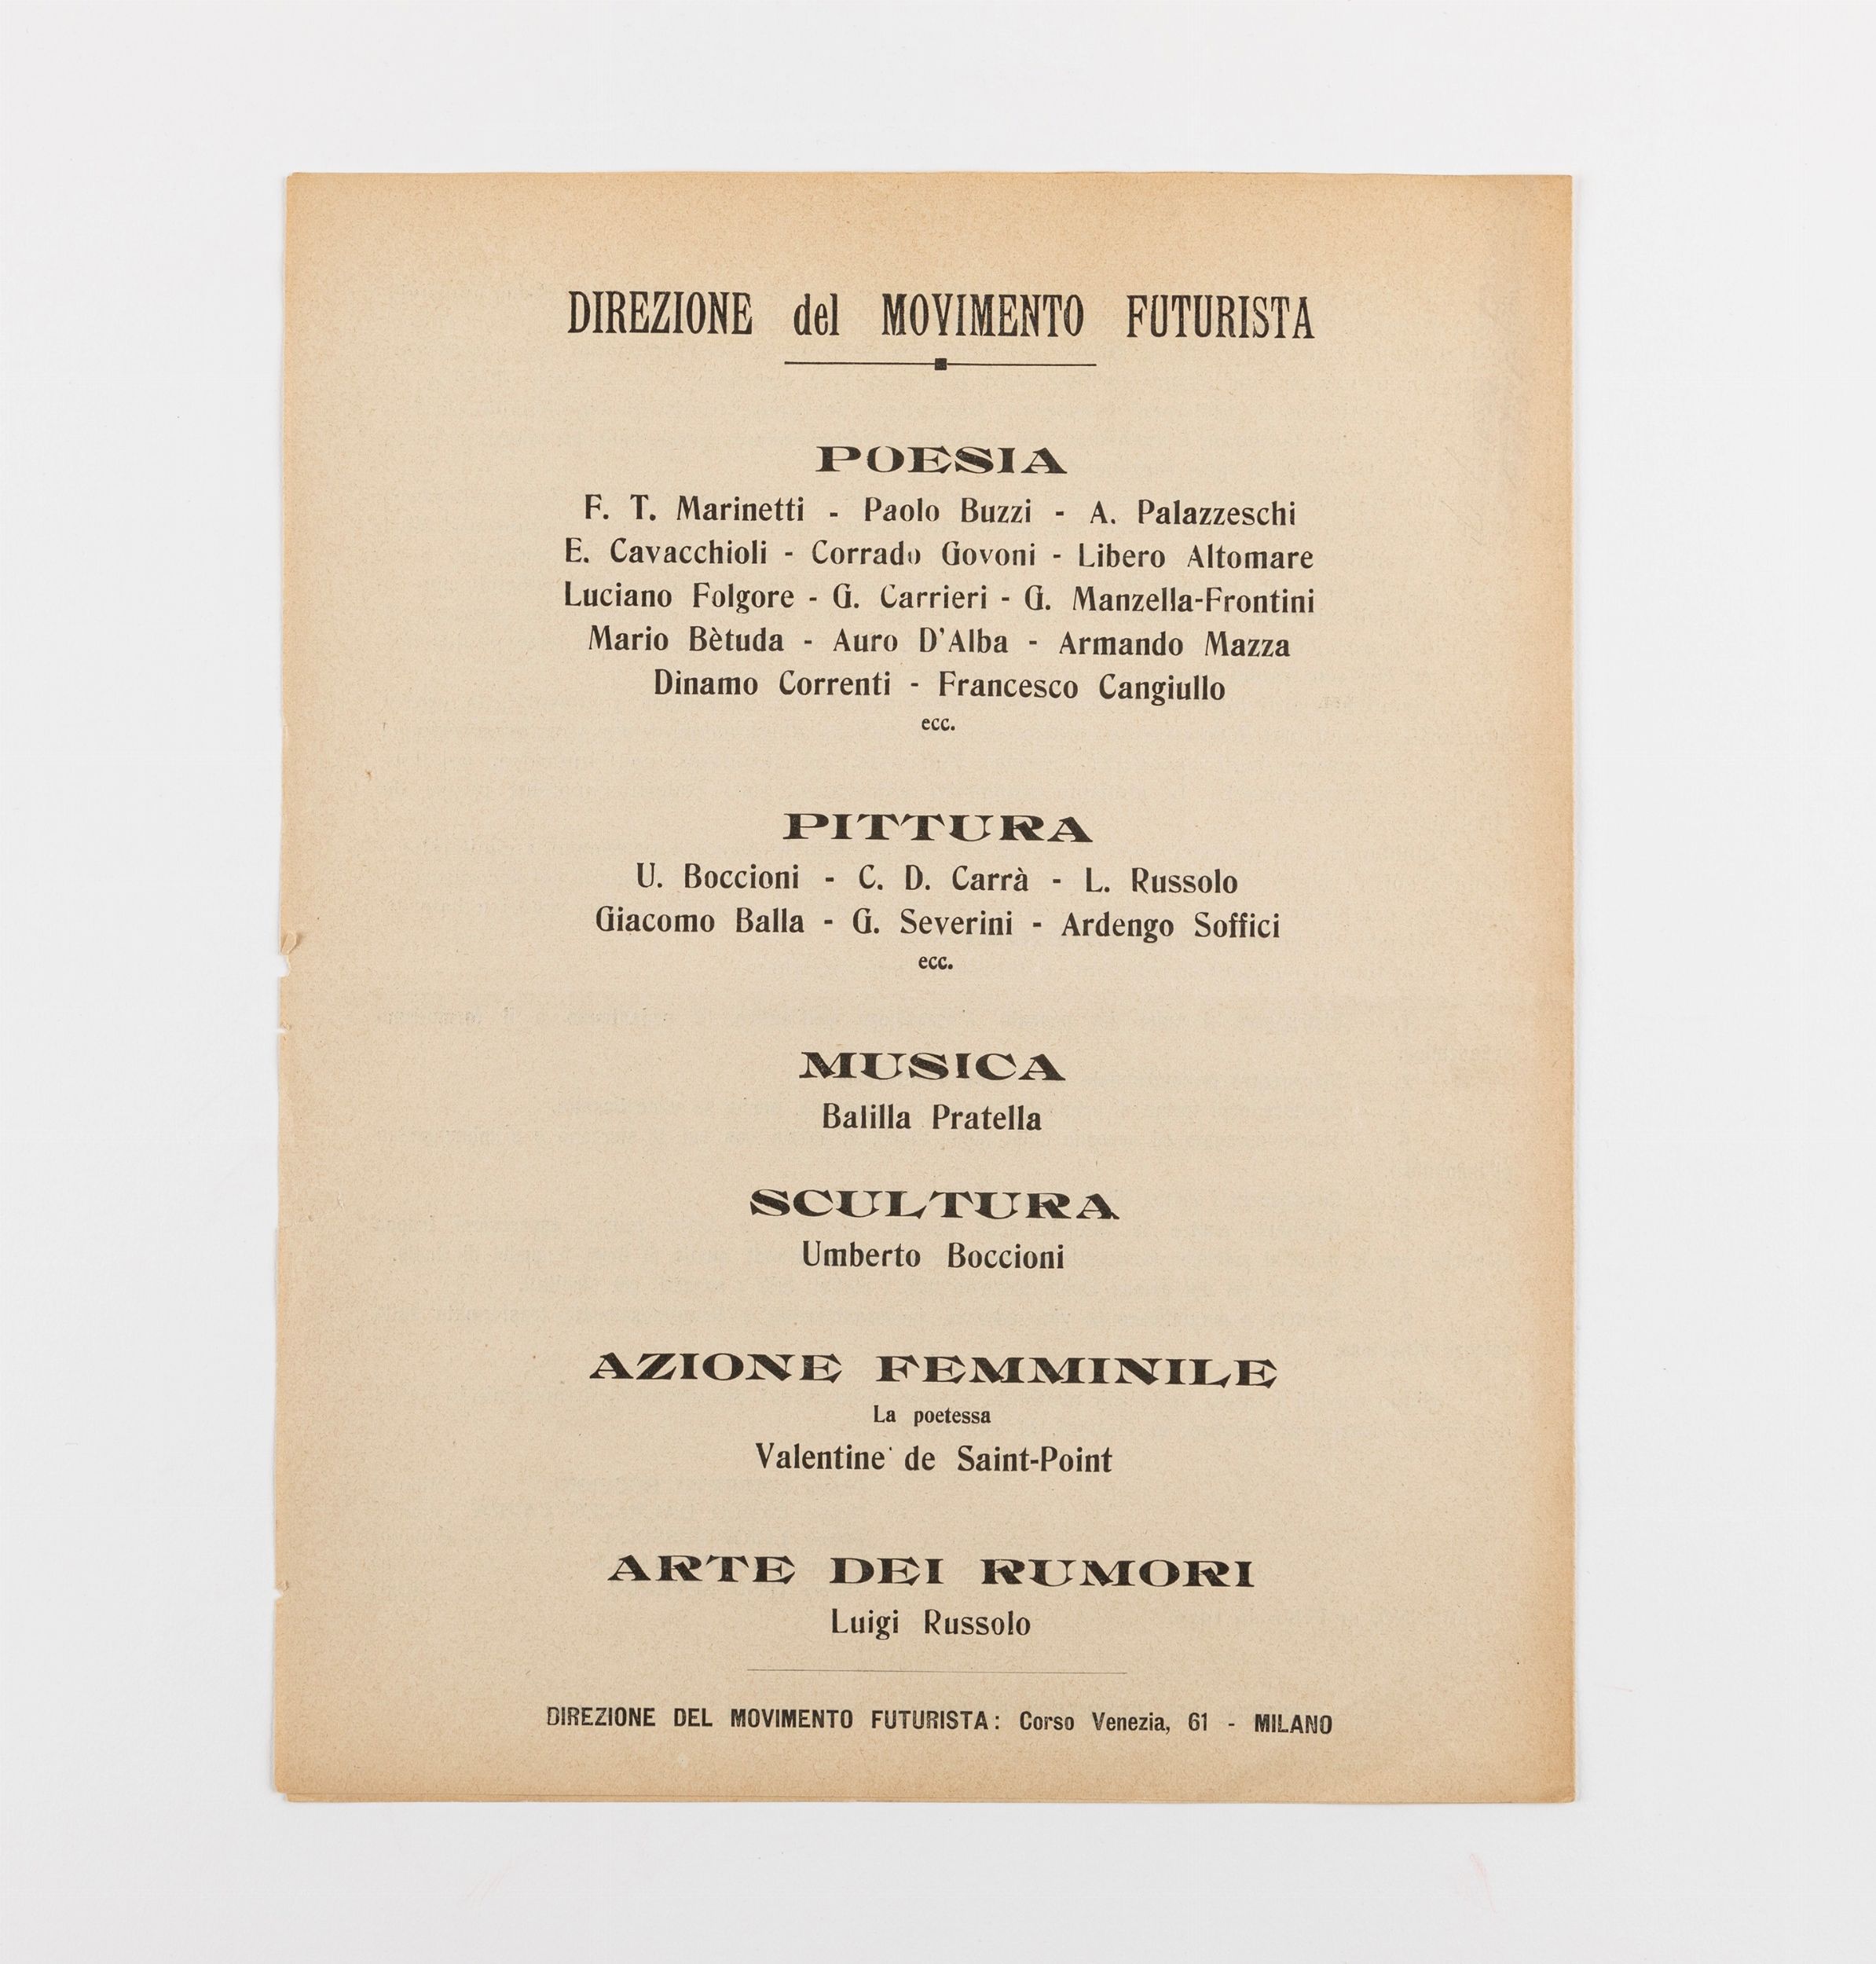 DIREZIONE del MOVIMENTO FUTURISTA
POESIA
F. T. Marinetti - Paolo Buzzi - A. Palazzeschi
E. Cavacchioli - Corrado Govoni - Libero Altomare
Luciano Folgore - G. Carrieri - G. Manzella-Frontini
Mario Bètuda - Auro D'Alba - Armando Mazza
Dinamo Correnti - Francesco Cangiullo
ecc.
PITTURA
U. Boccioni - C. D. Carrà - L. Russolo
Giacomo Balla - G. Severini - Ardengo Soffici
ecc.
MUSICA
Balilla Pratella
SCULTURA
Umberto Boccioni
AZIONE FEMMINILE
La poetessa
Valentine de Saint-Point
ARTE DEI RUMORI
Luigi Russolo
DIREZIONE DEL MOVIMENTO FUTURISTA: Corso Venezia, 61 - MILANO